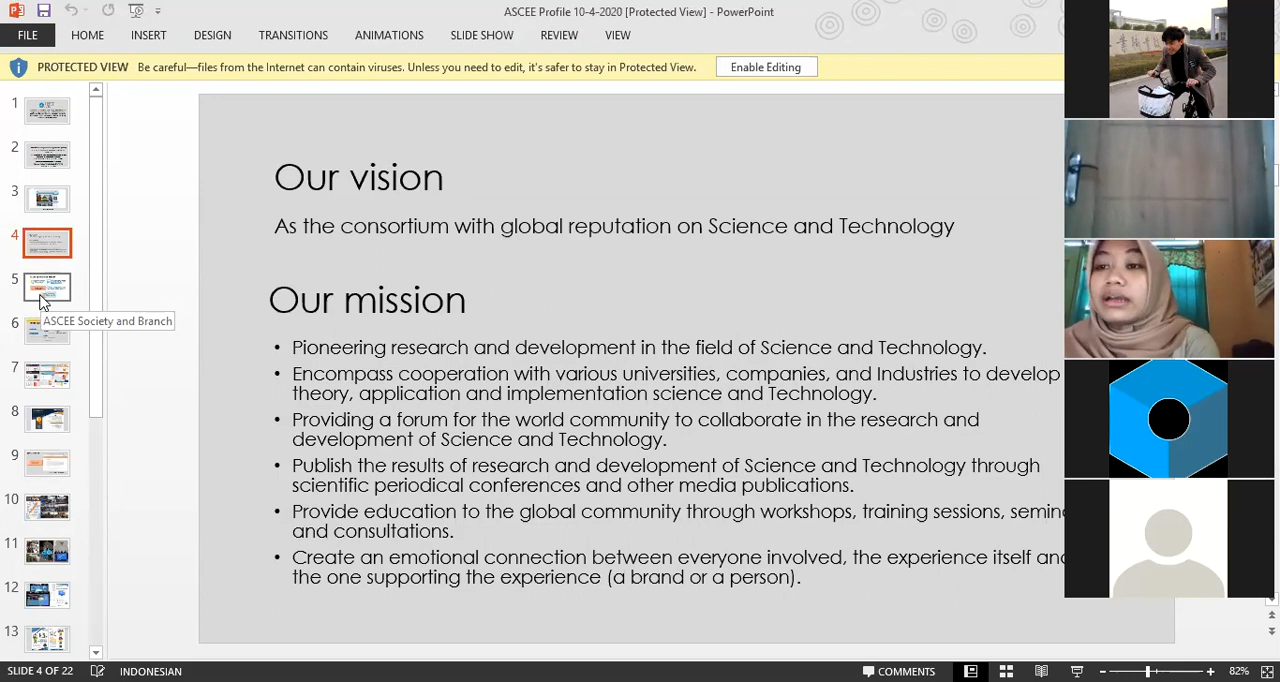 ASCEE Profile 10-4-2020 [Protected View] - PowerPoint
FILE HOME INSERT DESIGN TRANSITIONS ANIMATIONS SLIDE SHOW REVIEW VIEW
PROTECTED VIEW Be careful—files from the Internet can contain viruses. Unless you need to edit, it's safer to stay in Protected View. Enable Editing
1
2
3
4
5
ASCEE Society and Branch
6
7
8
9
10
11
12
13
Our vision
As the consortium with global reputation on Science and Technology
Our mission
• Pioneering research and development in the field of Science and Technology.
• Encompass cooperation with various universities, companies, and Industries to develop
theory, application and implementation science and Technology.
• Providing a forum for the world community to collaborate in the research and
development of Science and Technology.
• Publish the results of research and development of Science and Technology through
scientific periodical conferences and other media publications.
• Provide education to the global community through workshops, training sessions,
and consultations.
• Create an emotional connection between everyone involved, the experience itself
the one supporting the experience (a brand or a person).
SLIDE 4 OF 22 INDONESIAN COMMENTS 82%